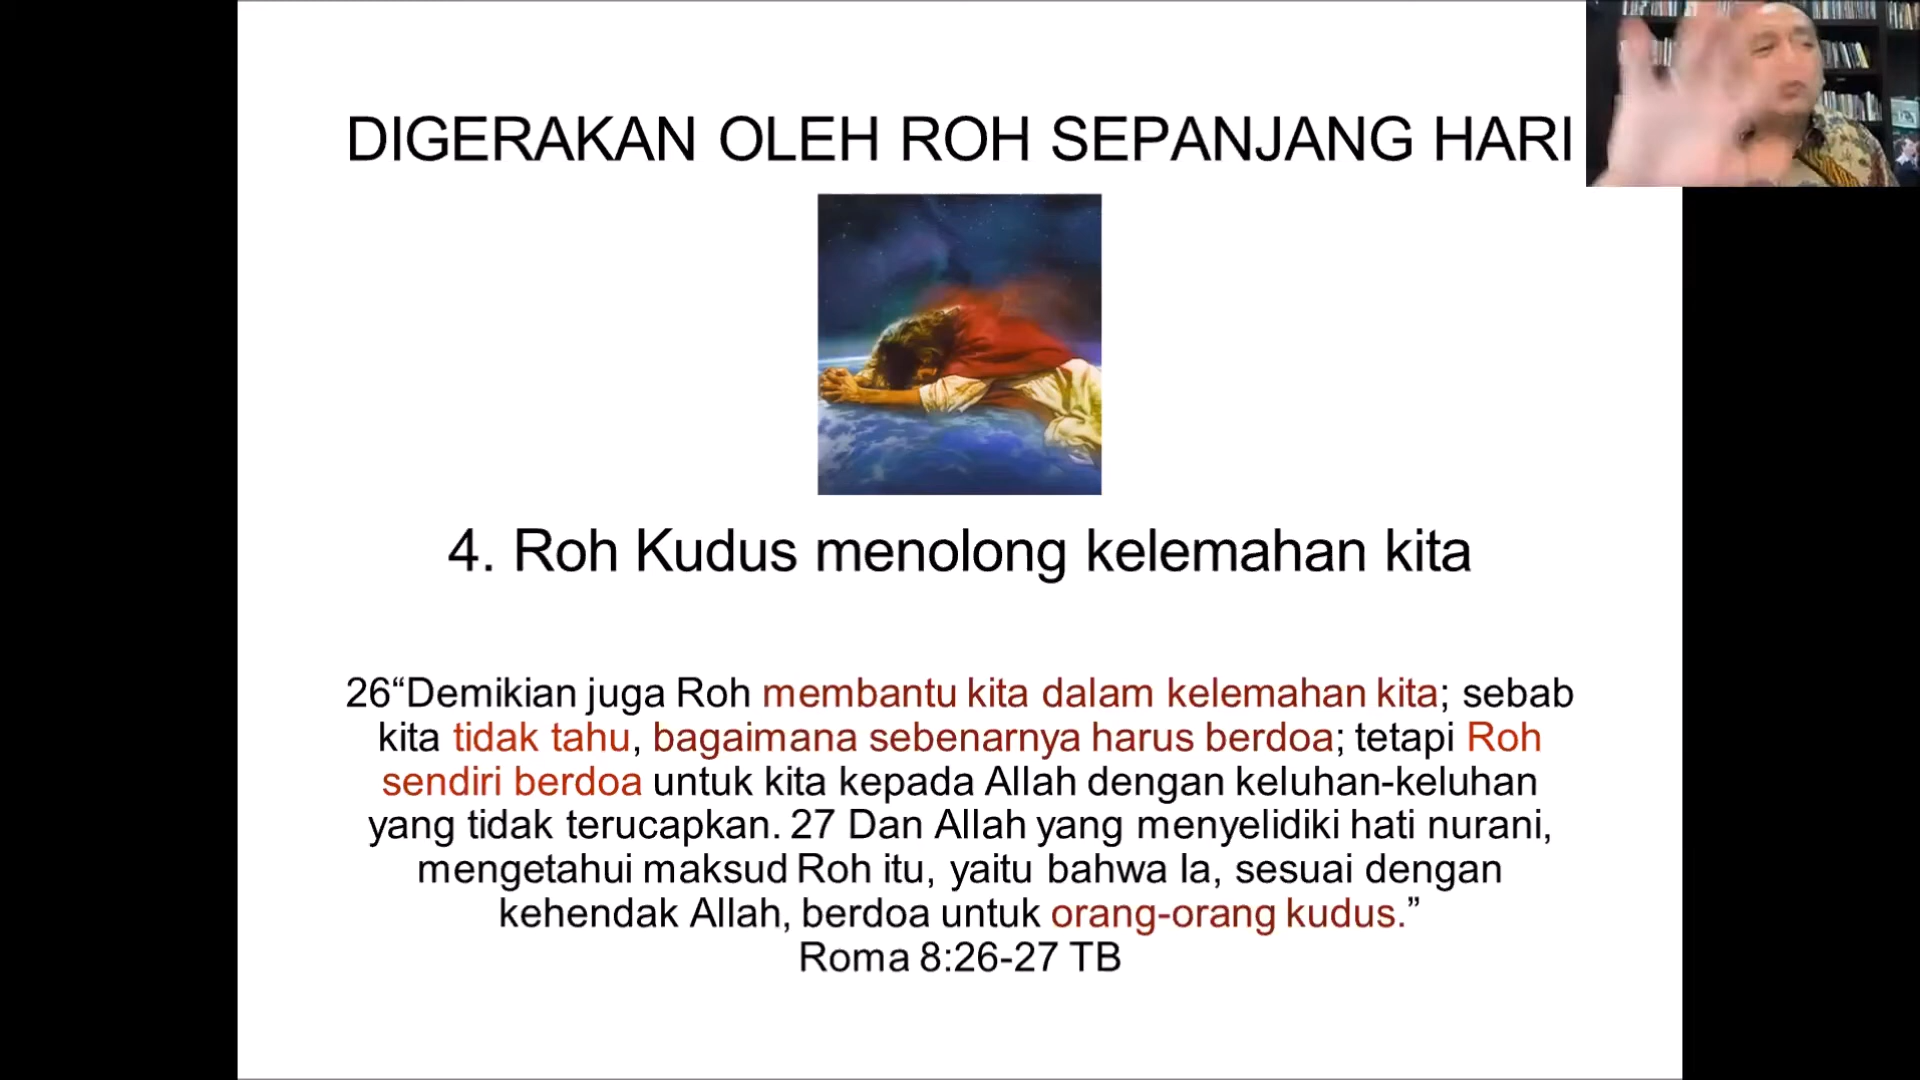 DIGERAKAN OLEH ROH SEPANJANG HARI
4. Roh Kudus menolong kelemahan kita
26“Demikian juga Roh membantu kita dalam kelemahan kita; sebab
kita tidak tahu, bagaimana sebenarnya harus berdoa; tetapi Roh
sendiri berdoa untuk kita kepada Allah dengan keluhan-keluhan
yang tidak terucapkan. 27 Dan Allah yang menyelidiki hati nurani,
mengetahui maksud Roh itu, yaitu bahwa Ia, sesuai dengan
kehendak Allah, berdoa untuk orang-orang kudus.”
Roma 8:26-27 TB